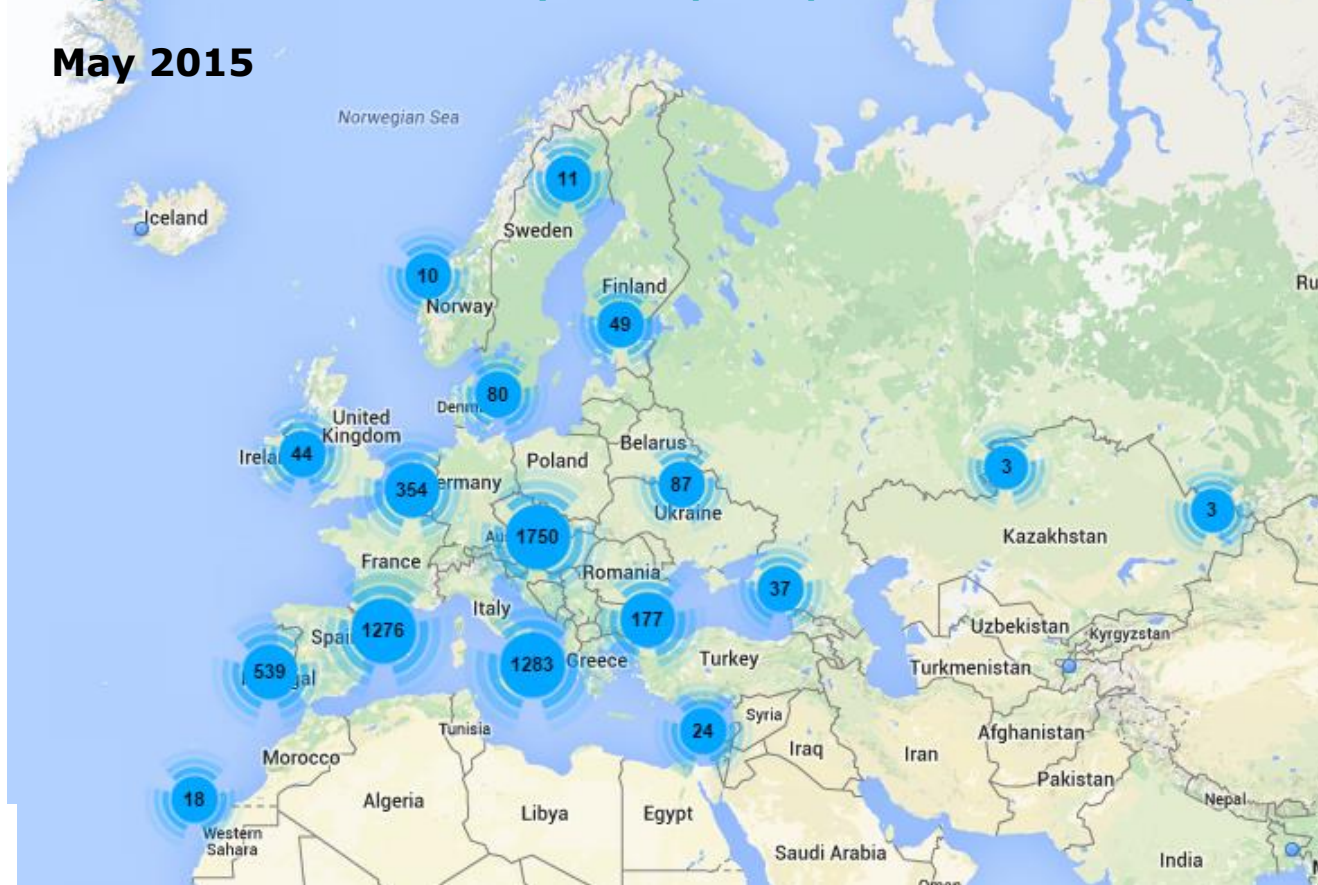 May 2015
Norwegian Sea
11
Iceland
Sweden
10
Finland
Norway
49
80
United
Kingdom
44
Belarus
Poland
354
87
3
Ukraine
3
1750
Kazakhstan
France
Romania
37
Italy
177
1276
Uzbekistan
Kyrgyzstan
1283
Greece
Turkey
Turkmenistan
539
Syria
24
Tunisia
Afghanistan
Morocco
Iraq
Iran
Pakistan
18
Algeria
Libya
Egypt
Nepal
Western
Sahara
Saudi Arabia
India